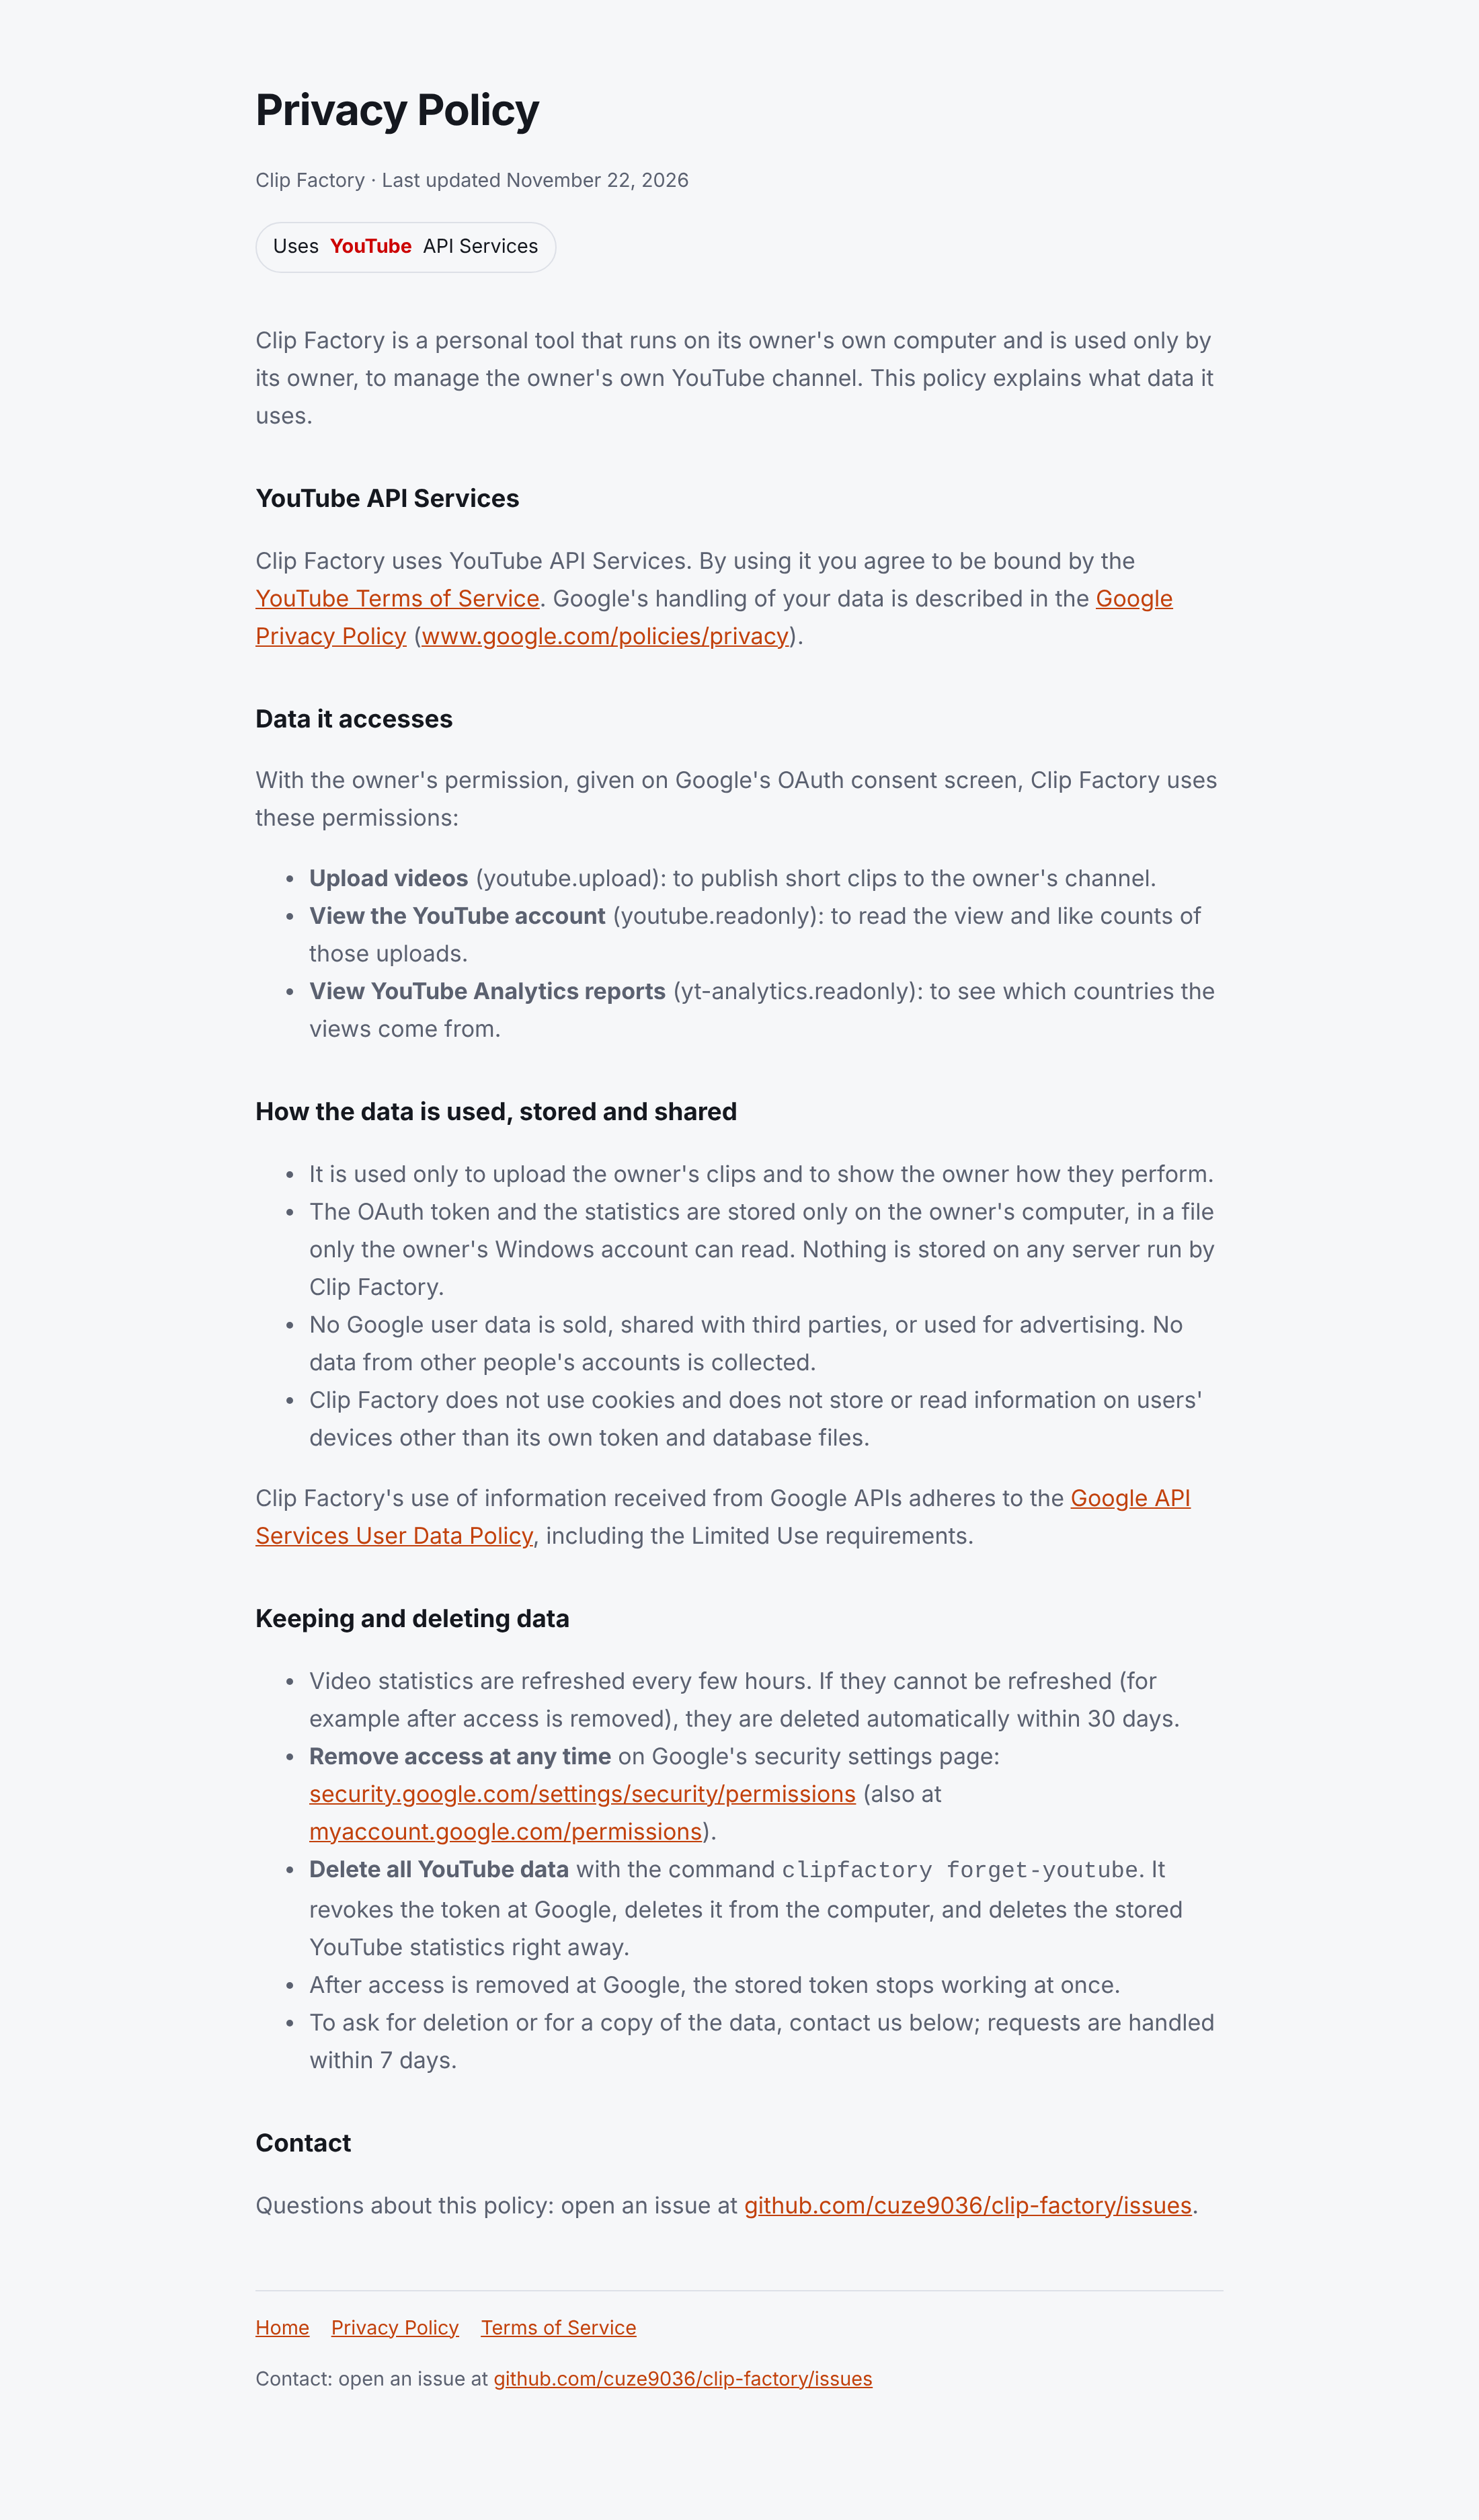 Privacy Policy
Clip Factory · Last updated November 22, 2026
Uses YouTube API Services
Clip Factory is a personal tool that runs on its owner's own computer and is used only by
its owner, to manage the owner's own YouTube channel. This policy explains what data it
uses.
YouTube API Services
Clip Factory uses YouTube API Services. By using it you agree to be bound by the
YouTube Terms of Service. Google's handling of your data is described in the Google
Privacy Policy (www.google.com/policies/privacy).
Data it accesses
With the owner's permission, given on Google's OAuth consent screen, Clip Factory uses
these permissions:
• Upload videos (youtube.upload): to publish short clips to the owner's channel.
• View the YouTube account (youtube.readonly): to read the view and like counts of
those uploads.
• View YouTube Analytics reports (yt-analytics.readonly): to see which countries the
views come from.
How the data is used, stored and shared
• It is used only to upload the owner's clips and to show the owner how they perform.
• The OAuth token and the statistics are stored only on the owner's computer, in a file
only the owner's Windows account can read. Nothing is stored on any server run by
Clip Factory.
• No Google user data is sold, shared with third parties, or used for advertising. No
data from other people's accounts is collected.
• Clip Factory does not use cookies and does not store or read information on users'
devices other than its own token and database files.
Clip Factory's use of information received from Google APIs adheres to the Google API
Services User Data Policy, including the Limited Use requirements.
Keeping and deleting data
• Video statistics are refreshed every few hours. If they cannot be refreshed (for
example after access is removed), they are deleted automatically within 30 days.
• Remove access at any time on Google's security settings page:
security.google.com/settings/security/permissions (also at
myaccount.google.com/permissions).
• Delete all YouTube data with the command clipfactory forget-youtube. It
revokes the token at Google, deletes it from the computer, and deletes the stored
YouTube statistics right away.
• After access is removed at Google, the stored token stops working at once.
• To ask for deletion or for a copy of the data, contact us below; requests are handled
within 7 days.
Contact
Questions about this policy: open an issue at github.com/cuze9036/clip-factory/issues.
Home Privacy Policy Terms of Service
Contact: open an issue at github.com/cuze9036/clip-factory/issues